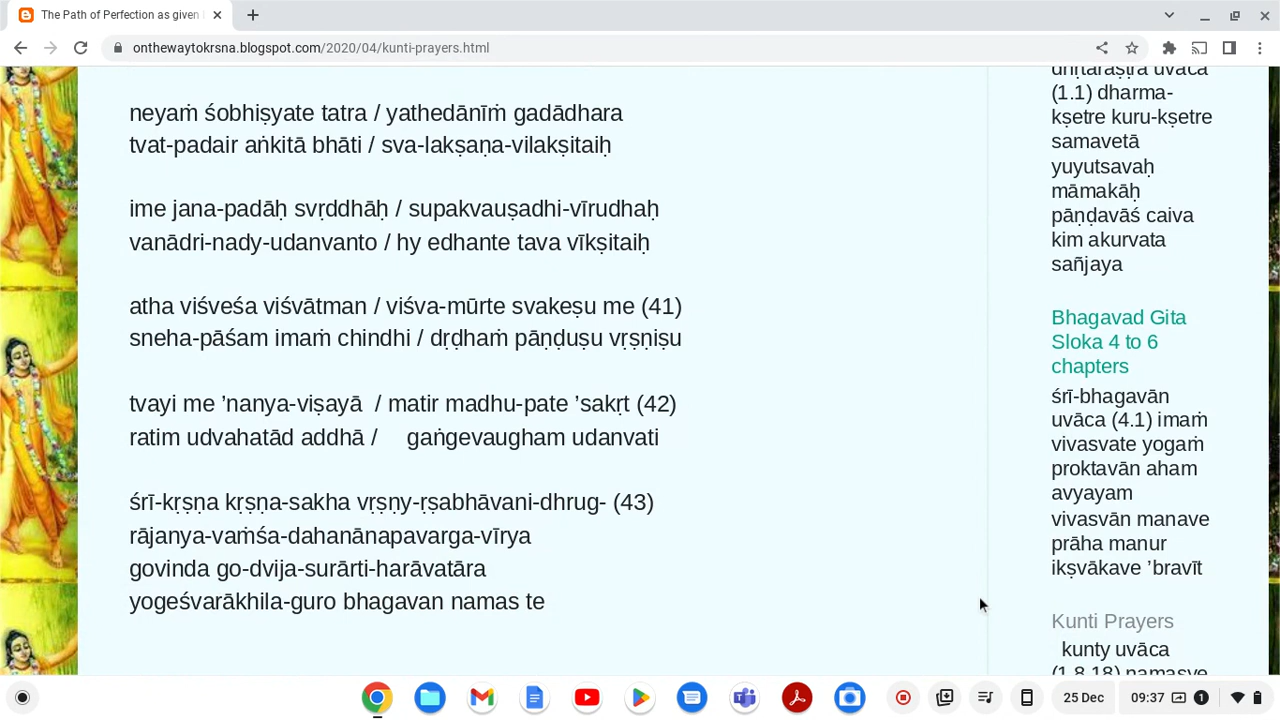 The Path of Perfection as given
onthewaytokrsna.blogspot.com/2020/04/kunti-prayers.html
neyaṁ śobhiṣyate tatra / yathedānīṁ gadādhara
tvat-padair aṅkitā bhāti / sva-lakṣaṇa-vilakṣitaiḥ
ime jana-padāḥ svṛddhāḥ / supakvauṣadhi-vīrudhaḥ
vanādri-nady-udanvanto / hy edhante tava vīkṣitaiḥ
atha viśveśa viśvātman / viśva-mūrte svakeṣu me (41)
sneha-pāśam imaṁ chindhi / dṛḍhaṁ pāṇḍuṣu vṛṣṇiṣu
tvayi me ’nanya-viṣayā / matir madhu-pate ’sakṛt (42)
ratim udvahatād addhā / gaṅgevaugham udanvati
śrī-kṛṣṇa kṛṣṇa-sakha vṛṣṇy-ṛṣabhāvani-dhrug- (43)
rājanya-vaṁśa-dahanānapavarga-vīrya
govinda go-dvija-surārti-harāvatāra
yogeśvarākhila-guro bhagavan namas te
dhṛtarāṣṭra uvāca
(1.1) dharma-
kṣetre kuru-kṣetre
samavetā
yuyutsavaḥ
māmakāḥ
pāṇḍavāś caiva
kim akurvata
sañjaya
Bhagavad Gita
Sloka 4 to 6
chapters
śrī-bhagavān
uvāca (4.1) imaṁ
vivasvate yogaṁ
proktavān aham
avyayam
vivasvān manave
prāha manur
ikṣvākave ’bravīt
Kunti Prayers
kunty uvāca
(1.8.18) namasye
25 Dec
09:37
1